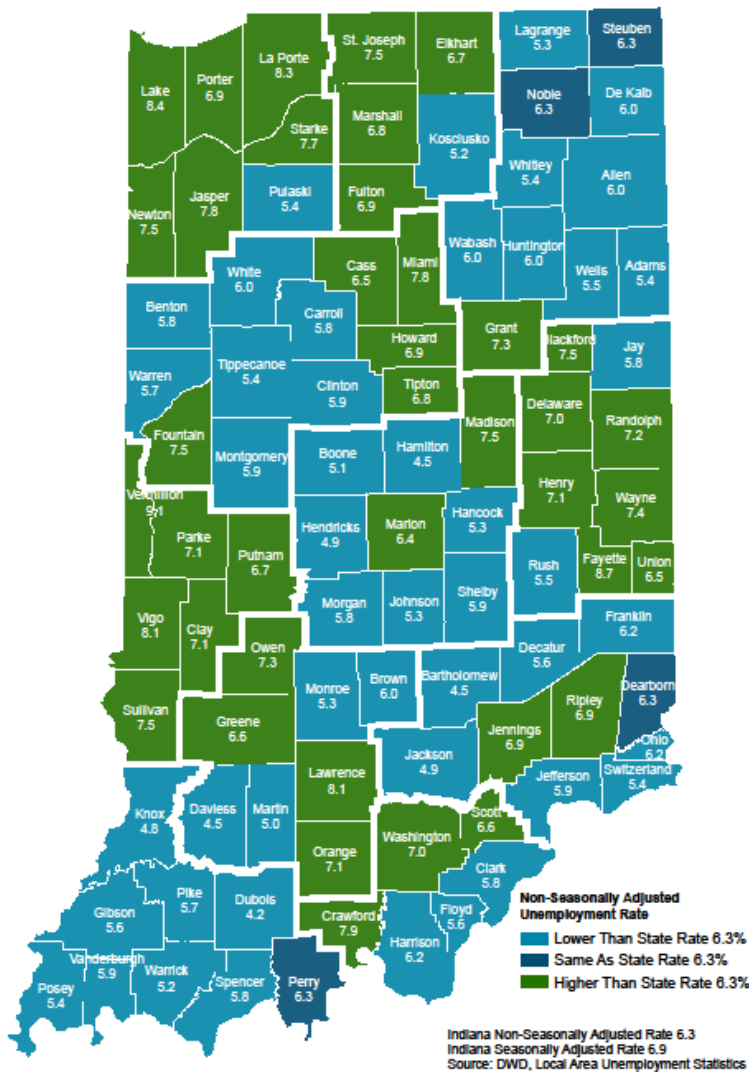 St. Joseph
7.5
Elkhart
6.7
Lagrange
5.3
Steuben
6.3
La Porte
8.3
Porter
6.9
Lake
8.4
Noble
6.3
De Kalb
6.0
Marshall
6.8
Starke
7.7
Kosciusko
5.2
Whitley
5.4
Allen
6.0
Newton
7.5
Jasper
7.8
Pulaski
5.4
Fulton
6.9
Wabash
6.0
Huntington
6.0
Wells
5.5
Adams
5.4
White
6.0
Cass
6.5
Miami
7.8
Benton
5.8
Carroll
5.8
Grant
7.3
Howard
6.9
Blackford
7.5
Jay
5.8
Warren
5.7
Tippecanoe
5.4
Clinton
5.9
Tipton
6.8
Madison
7.5
Delaware
7.0
Randolph
7.2
Fountain
7.5
Montgomery
5.9
Boone
5.1
Hamilton
4.5
Henry
7.1
Wayne
7.4
Vermillion
9.1
Parke
7.1
Putnam
6.7
Hendricks
4.9
Marion
6.4
Hancock
5.3
Rush
5.5
Fayette
8.7
Union
6.5
Vigo
8.1
Clay
7.1
Morgan
5.8
Johnson
5.3
Shelby
5.9
Franklin
6.2
Owen
7.3
Decatur
5.6
Sullivan
7.5
Greene
6.6
Monroe
5.3
Brown
6.0
Bartholomew
4.5
Ripley
6.9
Dearborn
6.3
Jennings
6.9
Ohio
6.2
Jackson
4.9
Jefferson
5.9
Switzerland
5.4
Knox
4.8
Daviess
4.5
Martin
5.0
Lawrence
8.1
Scott
6.6
Washington
7.0
Orange
7.1
Clark
5.8
Pike
5.7
Dubois
4.2
Gibson
5.6
Crawford
7.9
Floyd
5.6
Harrison
6.2
Vanderburgh
5.9
Warrick
5.2
Posey
5.4
Spencer
5.8
Perry
6.3
Non-Seasonally Adjusted
Unemployment Rate
Lower Than State Rate 6.3%
Same As State Rate 6.3%
Higher Than State Rate 6.3%
Indiana Non-Seasonally Adjusted Rate 6.3
Indiana Seasonally Adjusted Rate 6.9
Source: DWD, Local Area Unemployment Statistics